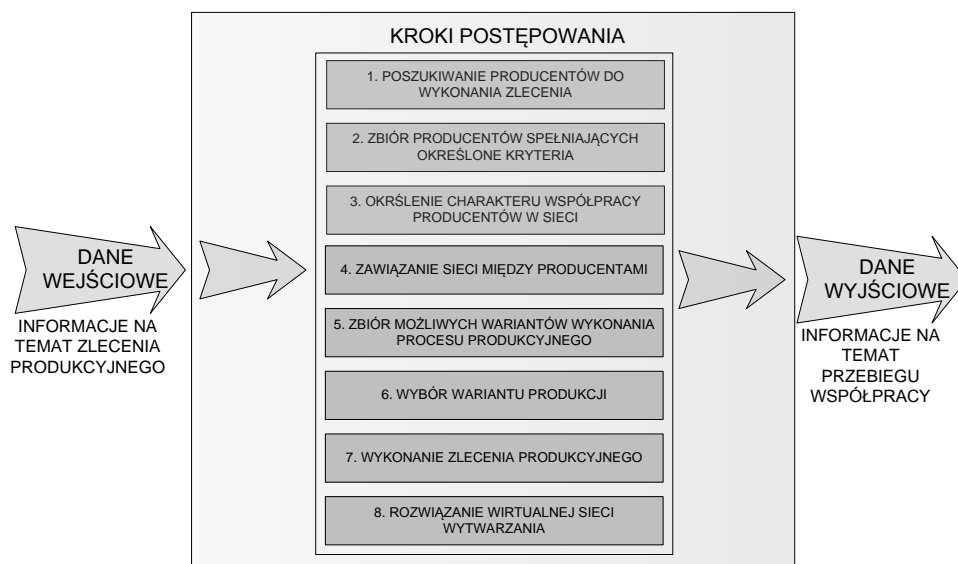 KROKI POSTĘPOWANIA
1. POSZUKIWANIE PRODUCENTÓW DO
WYKONANIA ZLECENIA
2. ZBIÓR PRODUCENTÓW SPEŁNIAJĄCYCH
OKREŚLONE KRYTERIA
3. OKRŚLENIE CHARAKTERU WSPÓŁPRACY
PRODUCENTÓW W SIECI
4. ZAWIĄZANIE SIECI MIĘDZY PRODUCENTAMI
5. ZBIÓR MOŻLIWYCH WARIANTÓW WYKONANIA
PROCESU PRODUKCYJNEGO
6. WYBÓR WARIANTU PRODUKCJI
7. WYKONANIE ZLECENIA PRODUKCYJNEGO
8. ROZWIĄZANIE WIRTUALNEJ SIECI
WYTWARZANIA
DANE
WEJŚCIOWE
INFORMACJE NA
TEMAT ZLECENIA
PRODUKCYJNEGO
DANE
WYJŚCIOWE
INFORMACJE NA
TEMAT
PRZEBIEGU
WSPÓŁPRACY